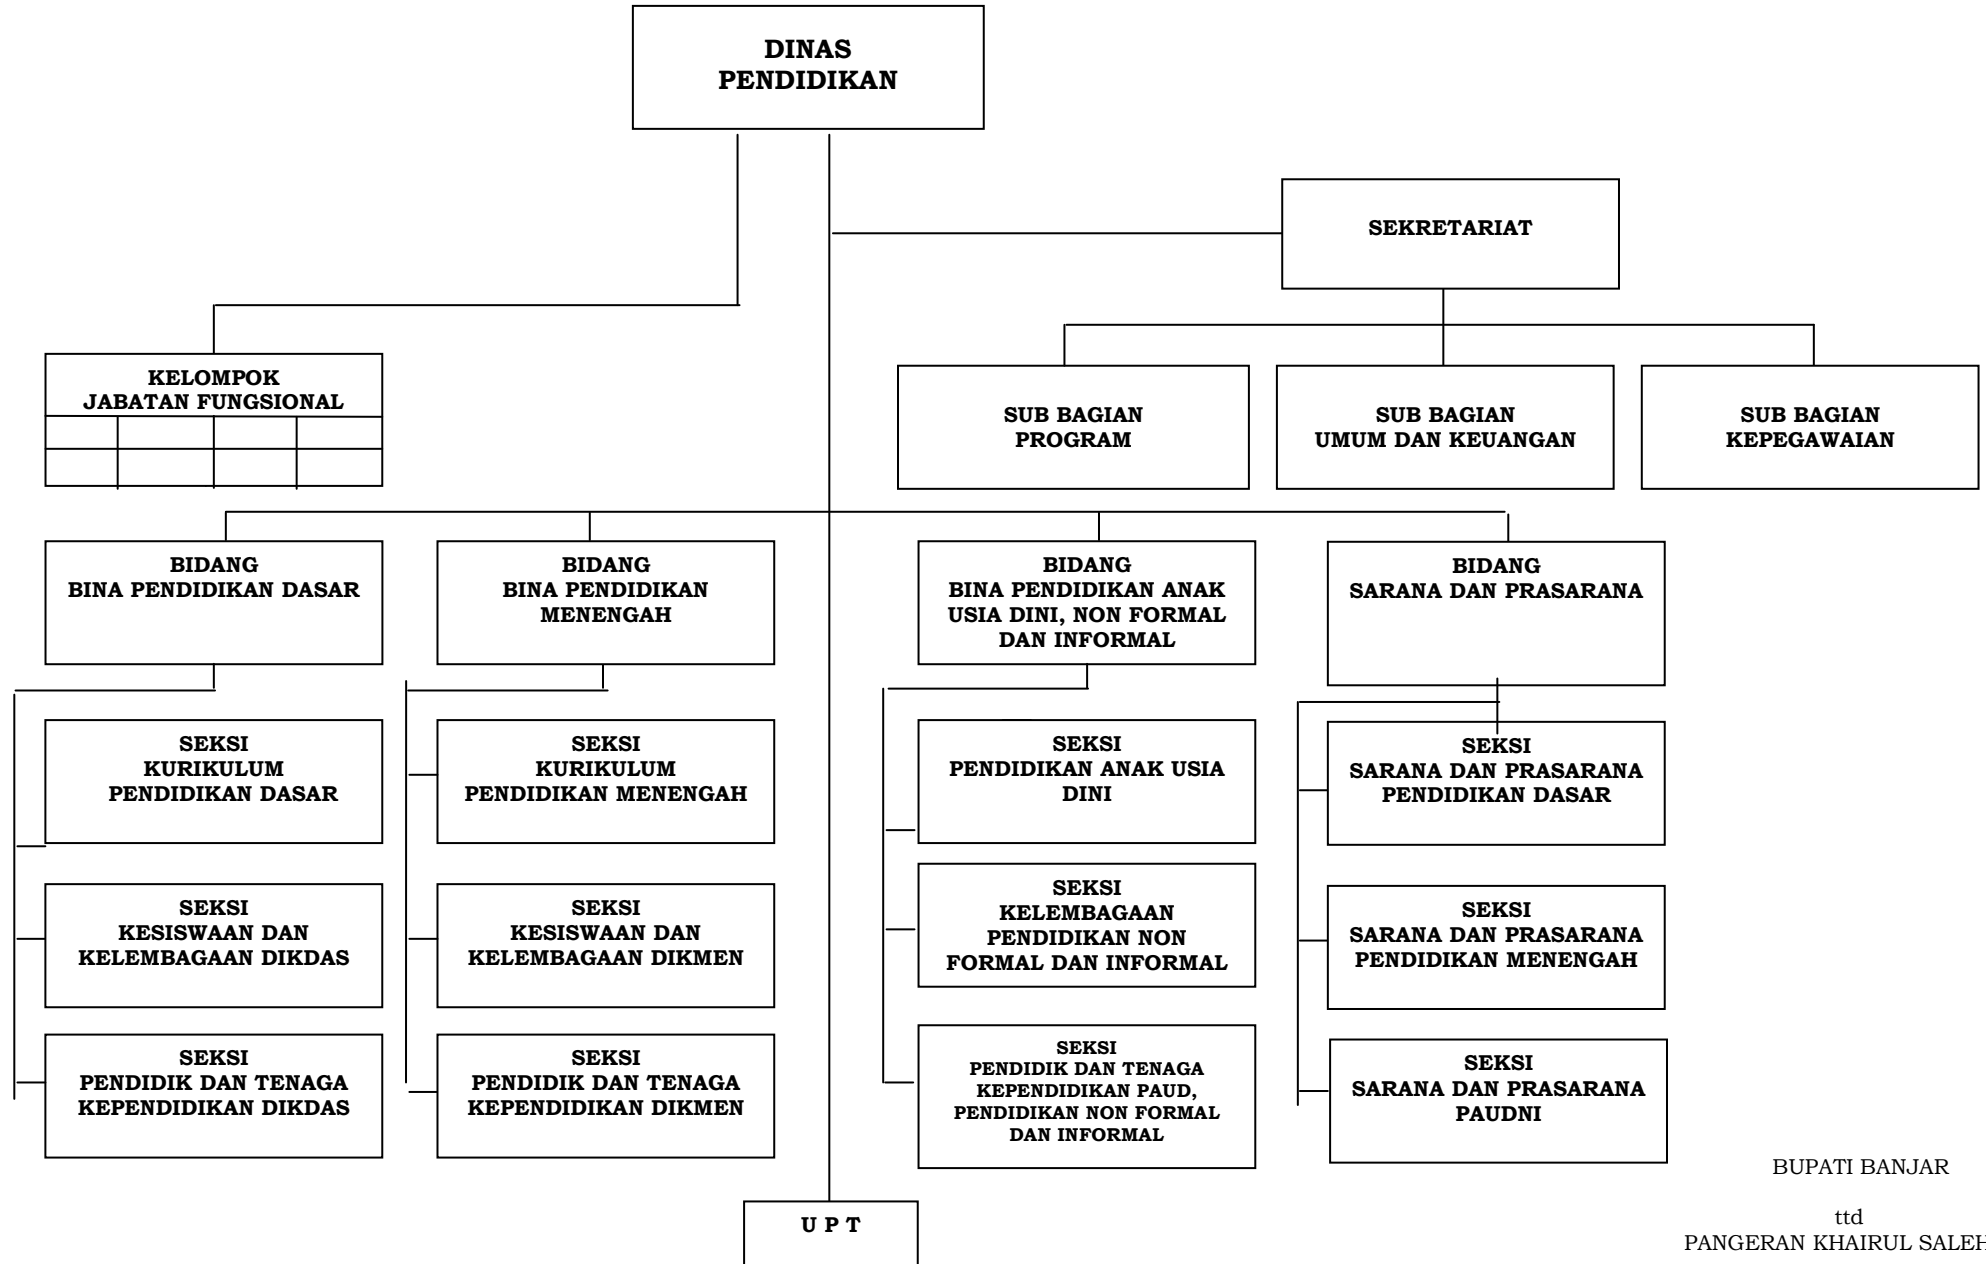 DINAS
PENDIDIKAN
SEKRETARIAT
KELOMPOK
JABATAN FUNGSIONAL
SUB BAGIAN
PROGRAM
SUB BAGIAN
UMUM DAN KEUANGAN
SUB BAGIAN
KEPEGAWAIAN
BIDANG
BINA PENDIDIKAN DASAR
BIDANG
BINA PENDIDIKAN
MENENGAH
BIDANG
BINA PENDIDIKAN ANAK
USIA DINI, NON FORMAL
DAN INFORMAL
BIDANG
SARANA DAN PRASARANA
SEKSI
KURIKULUM
PENDIDIKAN DASAR
SEKSI
KURIKULUM
PENDIDIKAN MENENGAH
SEKSI
PENDIDIKAN ANAK USIA
DINI
SEKSI
SARANA DAN PRASARANA
PENDIDIKAN DASAR
SEKSI
KESISWAAN DAN
KELEMBAGAAN DIKDAS
SEKSI
KESISWAAN DAN
KELEMBAGAAN DIKMEN
SEKSI
KELEMBAGAAN
PENDIDIKAN NON
FORMAL DAN INFORMAL
SEKSI
SARANA DAN PRASARANA
PENDIDIKAN MENENGAH
SEKSI
PENDIDIK DAN TENAGA
KEPENDIDIKAN DIKDAS
SEKSI
PENDIDIK DAN TENAGA
KEPENDIDIKAN DIKMEN
SEKSI
PENDIDIK DAN TENAGA
KEPENDIDIKAN PAUD,
PENDIDIKAN NON FORMAL
DAN INFORMAL
SEKSI
SARANA DAN PRASARANA
PAUDNI
U P T
BUPATI BANJAR
ttd
PANGERAN KHAIRUL SALEH